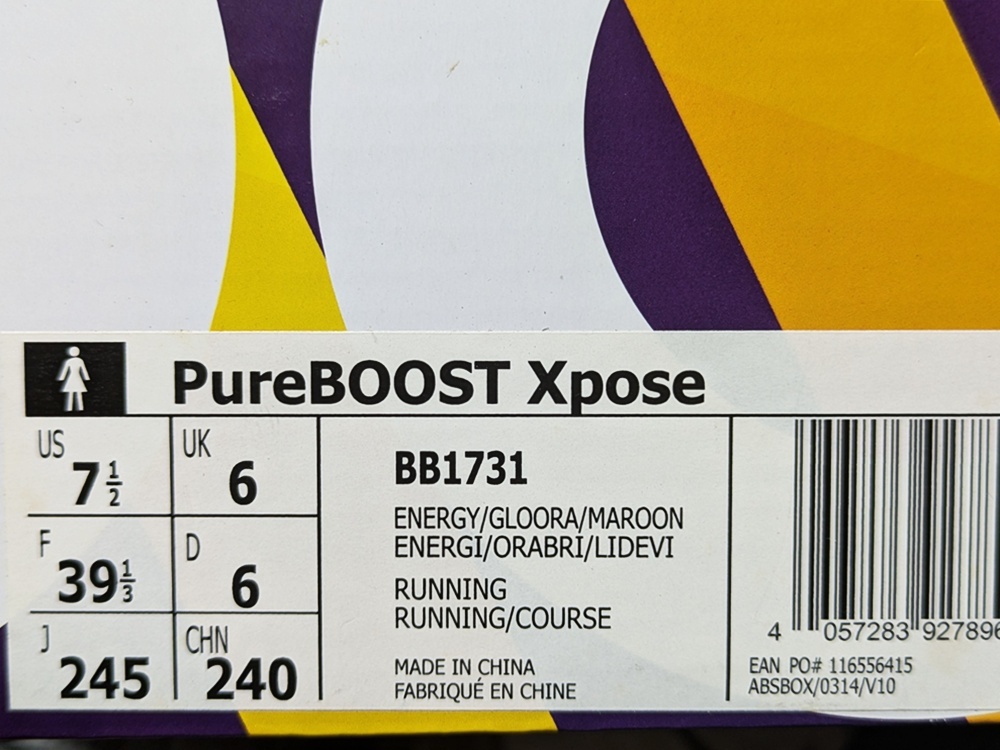 PureBOOST Xpose
US 7 1/2
UK 6
F 39 1/3
D 6
J 245
CHN 240
BB1731
ENERGY/GLOORA/MAROON
ENERGI/ORABRI/LIDEVI
RUNNING
RUNNING/COURSE
MADE IN CHINA
FABRIQUÉ EN CHINE
4 057283 927896
EAN PO# 116556415
ABSBOX/0314/V10